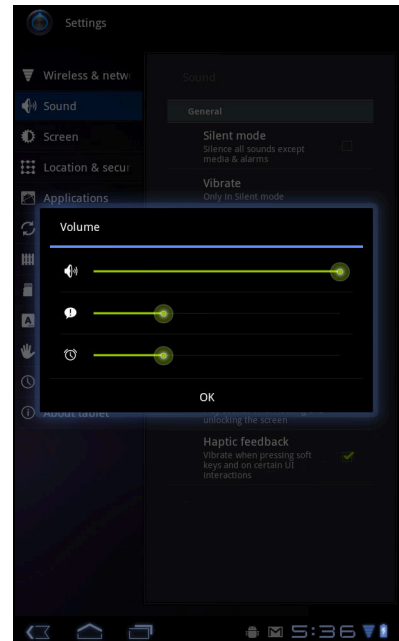 Settings
Wireless & netw
Sound
Sound
General
Screen
Silent mode
Silence all sounds except
media & alarms
Location & secur
Vibrate
Only in Silent mode
Applications
Volume
OK
About tablet
unlocking the screen
Haptic feedback
Vibrate when pressing soft
keys and on certain UI
interactions
5:36